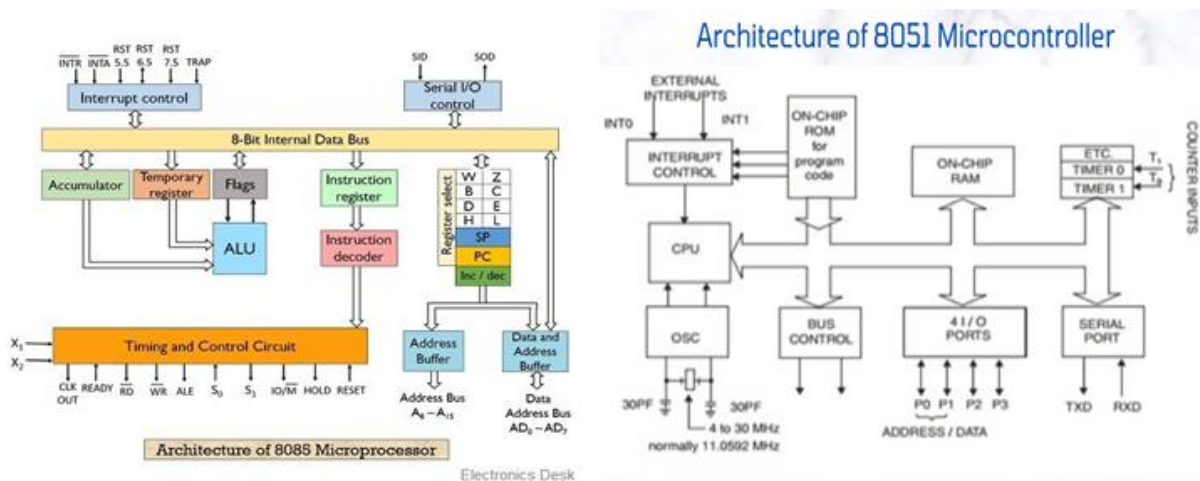 RST RST RST
INTR INTA 5.5 6.5 7.5 TRAP
Interrupt control
SID SOD
Serial I/O
control
8-Bit Internal Data Bus
Accumulator
Temporary
register
Flags
ALU
Instruction
register
Instruction
decoder
Register select
W Z
B C
D E
H L
SP
PC
Inc / dec
X₁
X₂
Timing and Control Circuit
CLK
OUT
READY RD WR ALE S₀ S₁ IO/M HOLD RESET
Address
Buffer
Data and
Address
Buffer
Address Bus
A₈ – A₁₅
Data
Address Bus
AD₀ – AD₇
Architecture of 8085 Microprocessor
Electronics Desk
Architecture of 8051 Microcontroller
EXTERNAL
INTERRUPTS
INT0 INT1
INTERRUPT
CONTROL
ON-CHIP
ROM
for
program
code
ON-CHIP
RAM
ETC.
TIMER 0
TIMER 1
T₁
COUNTER INPUTS
CPU
OSC
BUS
CONTROL
4 I / O
PORTS
SERIAL
PORT
30PF 30PF
4 to 30 MHz
normally 11.0592 MHz
P0 P1 P2 P3
ADDRESS / DATA
TXD RXD